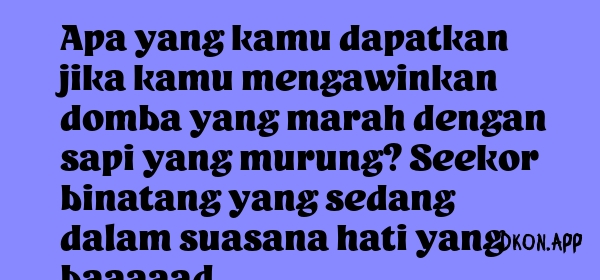 Apa yang kamu dapatkan
jika kamu mengawinkan
domba yang marah dengan
sapi yang murung? Seekor
binatang yang sedang
dalam suasana hati yang
DKON.APP
baaaaad